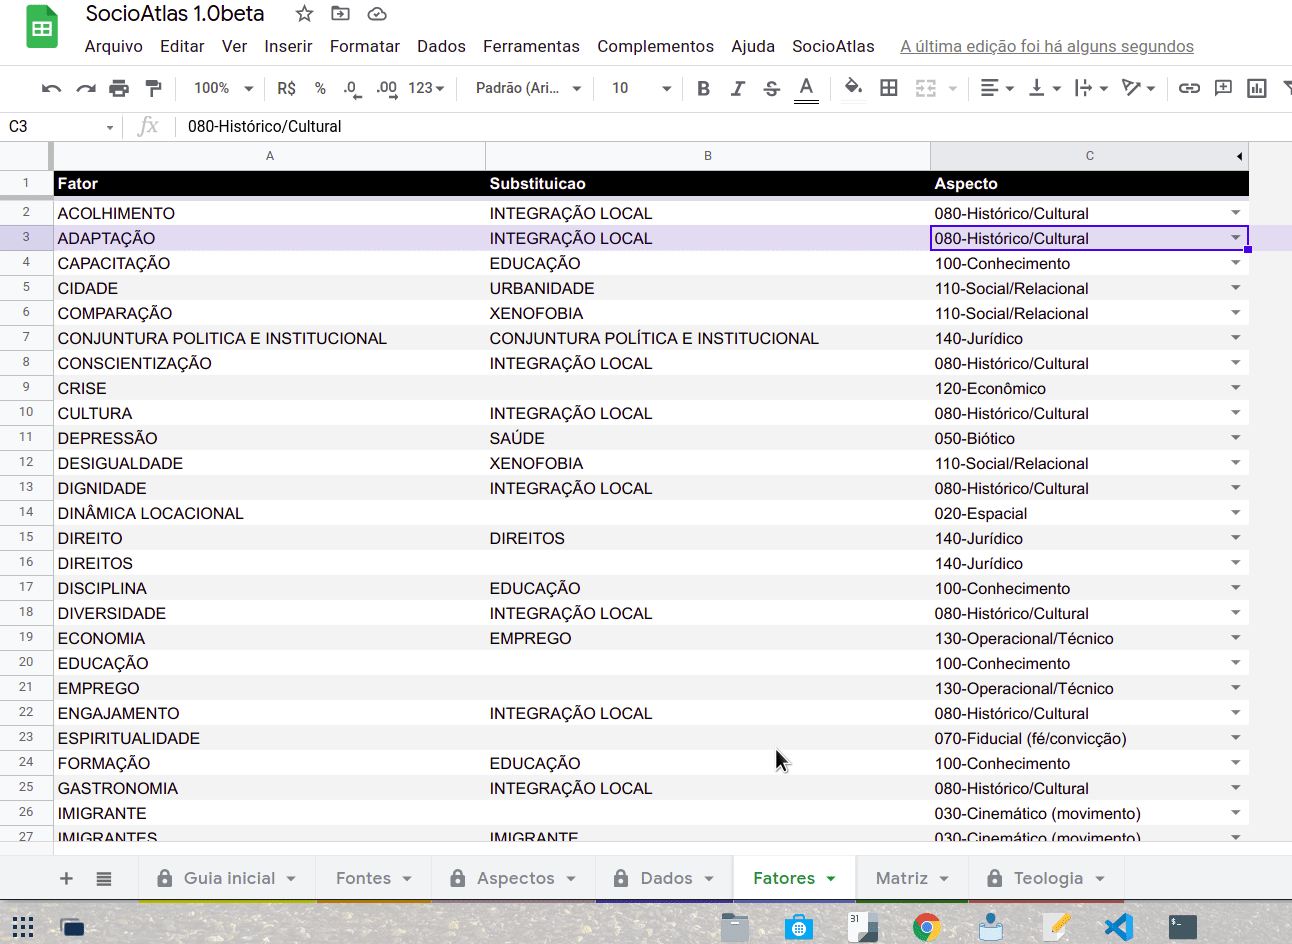 SocioAtlas 1.0beta
Arquivo Editar Ver Inserir Formatar Dados Ferramentas Complementos Ajuda SocioAtlas A última edição foi há alguns segundos
100% R$ % .0 .00 123 Padrão (Ari... 10 B I S A
C3 fx 080-Histórico/Cultural
A B C
1 Fator Substituicao Aspecto
2 ACOLHIMENTO INTEGRAÇÃO LOCAL 080-Histórico/Cultural
3 ADAPTAÇÃO INTEGRAÇÃO LOCAL 080-Histórico/Cultural
4 CAPACITAÇÃO EDUCAÇÃO 100-Conhecimento
5 CIDADE URBANIDADE 110-Social/Relacional
6 COMPARAÇÃO XENOFOBIA 110-Social/Relacional
7 CONJUNTURA POLITICA E INSTITUCIONAL CONJUNTURA POLÍTICA E INSTITUCIONAL 140-Jurídico
8 CONSCIENTIZAÇÃO INTEGRAÇÃO LOCAL 080-Histórico/Cultural
9 CRISE 120-Econômico
10 CULTURA INTEGRAÇÃO LOCAL 080-Histórico/Cultural
11 DEPRESSÃO SAÚDE 050-Biótico
12 DESIGUALDADE XENOFOBIA 110-Social/Relacional
13 DIGNIDADE INTEGRAÇÃO LOCAL 080-Histórico/Cultural
14 DINÂMICA LOCACIONAL 020-Espacial
15 DIREITO DIREITOS 140-Jurídico
16 DIREITOS 140-Jurídico
17 DISCIPLINA EDUCAÇÃO 100-Conhecimento
18 DIVERSIDADE INTEGRAÇÃO LOCAL 080-Histórico/Cultural
19 ECONOMIA EMPREGO 130-Operacional/Técnico
20 EDUCAÇÃO 100-Conhecimento
21 EMPREGO 130-Operacional/Técnico
22 ENGAJAMENTO INTEGRAÇÃO LOCAL 080-Histórico/Cultural
23 ESPIRITUALIDADE 070-Fiducial (fé/convicção)
24 FORMAÇÃO EDUCAÇÃO 100-Conhecimento
25 GASTRONOMIA INTEGRAÇÃO LOCAL 080-Histórico/Cultural
26 IMIGRANTE 030-Cinemático (movimento)
27 IMIGRANTES IMIGRANTE 030-Cinemático (movimento)
Guia inicial Fontes Aspectos Dados Fatores Matriz Teologia
31 $_